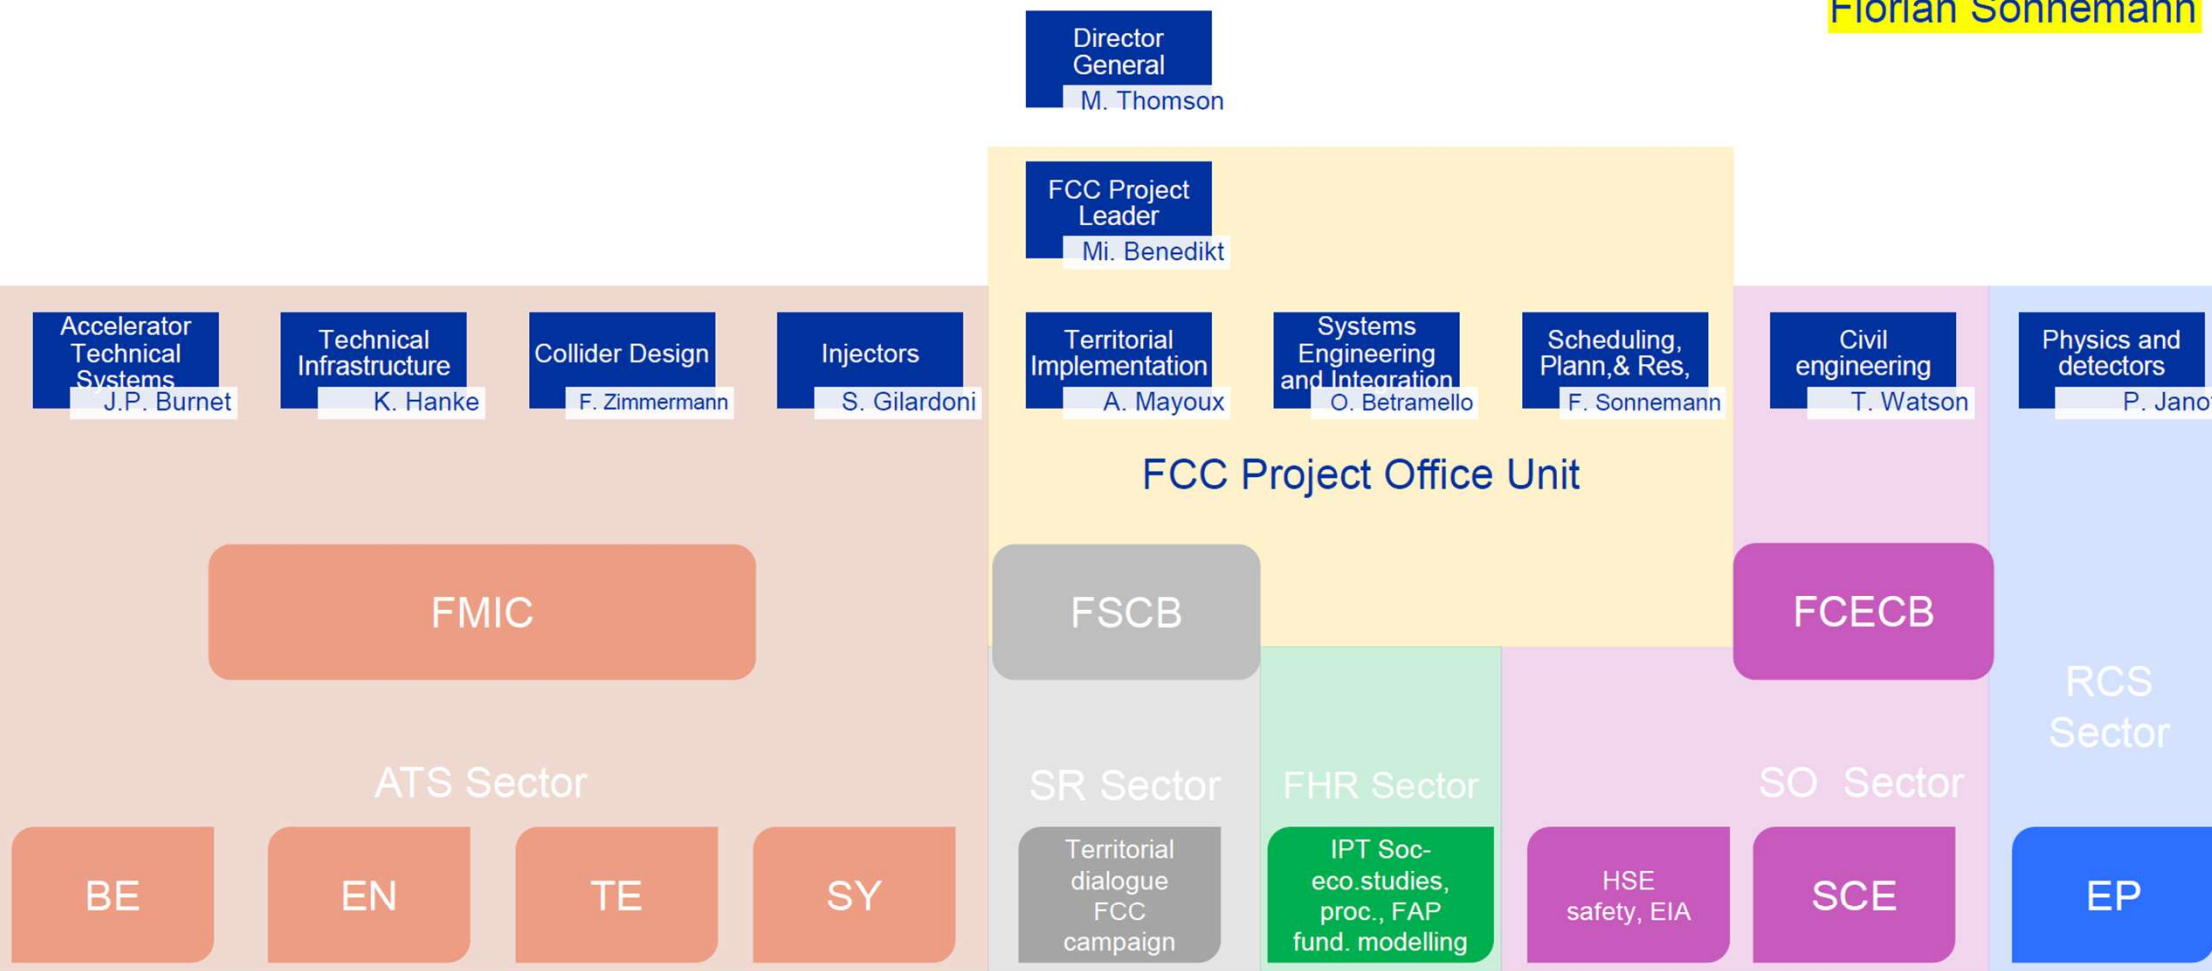 Florian Sonnemann
Director
General
M. Thomson
FCC Project
Leader
Mi. Benedikt
Accelerator
Technical
Systems
J.P. Burnet
Technical
Infrastructure
K. Hanke
Collider Design
F. Zimmermann
Injectors
S. Gilardoni
Territorial
Implementation
A. Mayoux
Systems
Engineering
and Integration
O. Betramello
Scheduling,
Plann,& Res,
F. Sonnemann
Civil
engineering
T. Watson
Physics and
detectors
P. Janot
FCC Project Office Unit
FMIC
FSCB
FCECB
RCS
Sector
ATS Sector
SR Sector
FHR Sector
SO Sector
BE
EN
TE
SY
Territorial
dialogue
FCC
campaign
IPT Soc-
eco.studies,
proc., FAP
fund. modelling
HSE
safety, EIA
SCE
EP